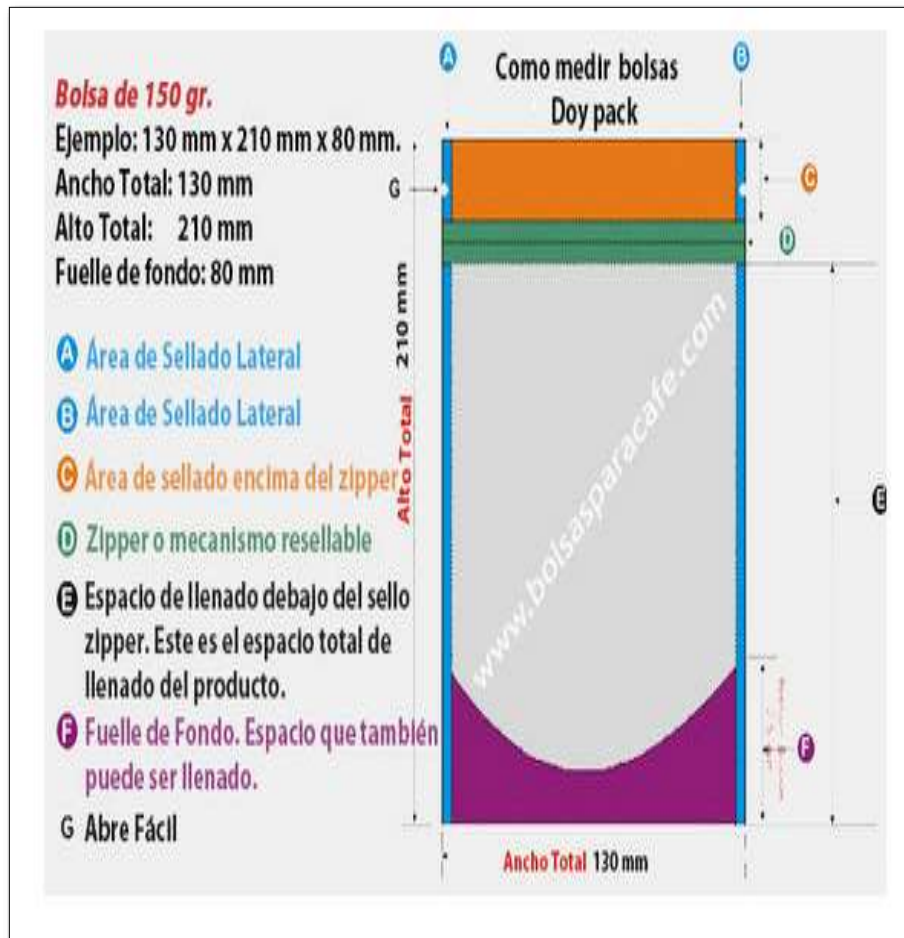 A
B
Como medir bolsas
Doy pack
Bolsa de 150 gr.
Ejemplo: 130 mm x 210 mm x 80 mm.
Ancho Total: 130 mm
Alto Total: 210 mm
Fuelle de fondo: 80 mm
G
C
D
A Área de Sellado Lateral
B Área de Sellado Lateral
C Área de sellado encima del zipper
D Zipper o mecanismo resellable
E Espacio de llenado debajo del sello
zipper. Este es el espacio total de
llenado del producto.
F Fuelle de Fondo. Espacio que también
puede ser llenado.
G Abre Fácil
Alto Total 210 mm
www.bolsasparacafe.com
E
F
Ancho Total 130 mm